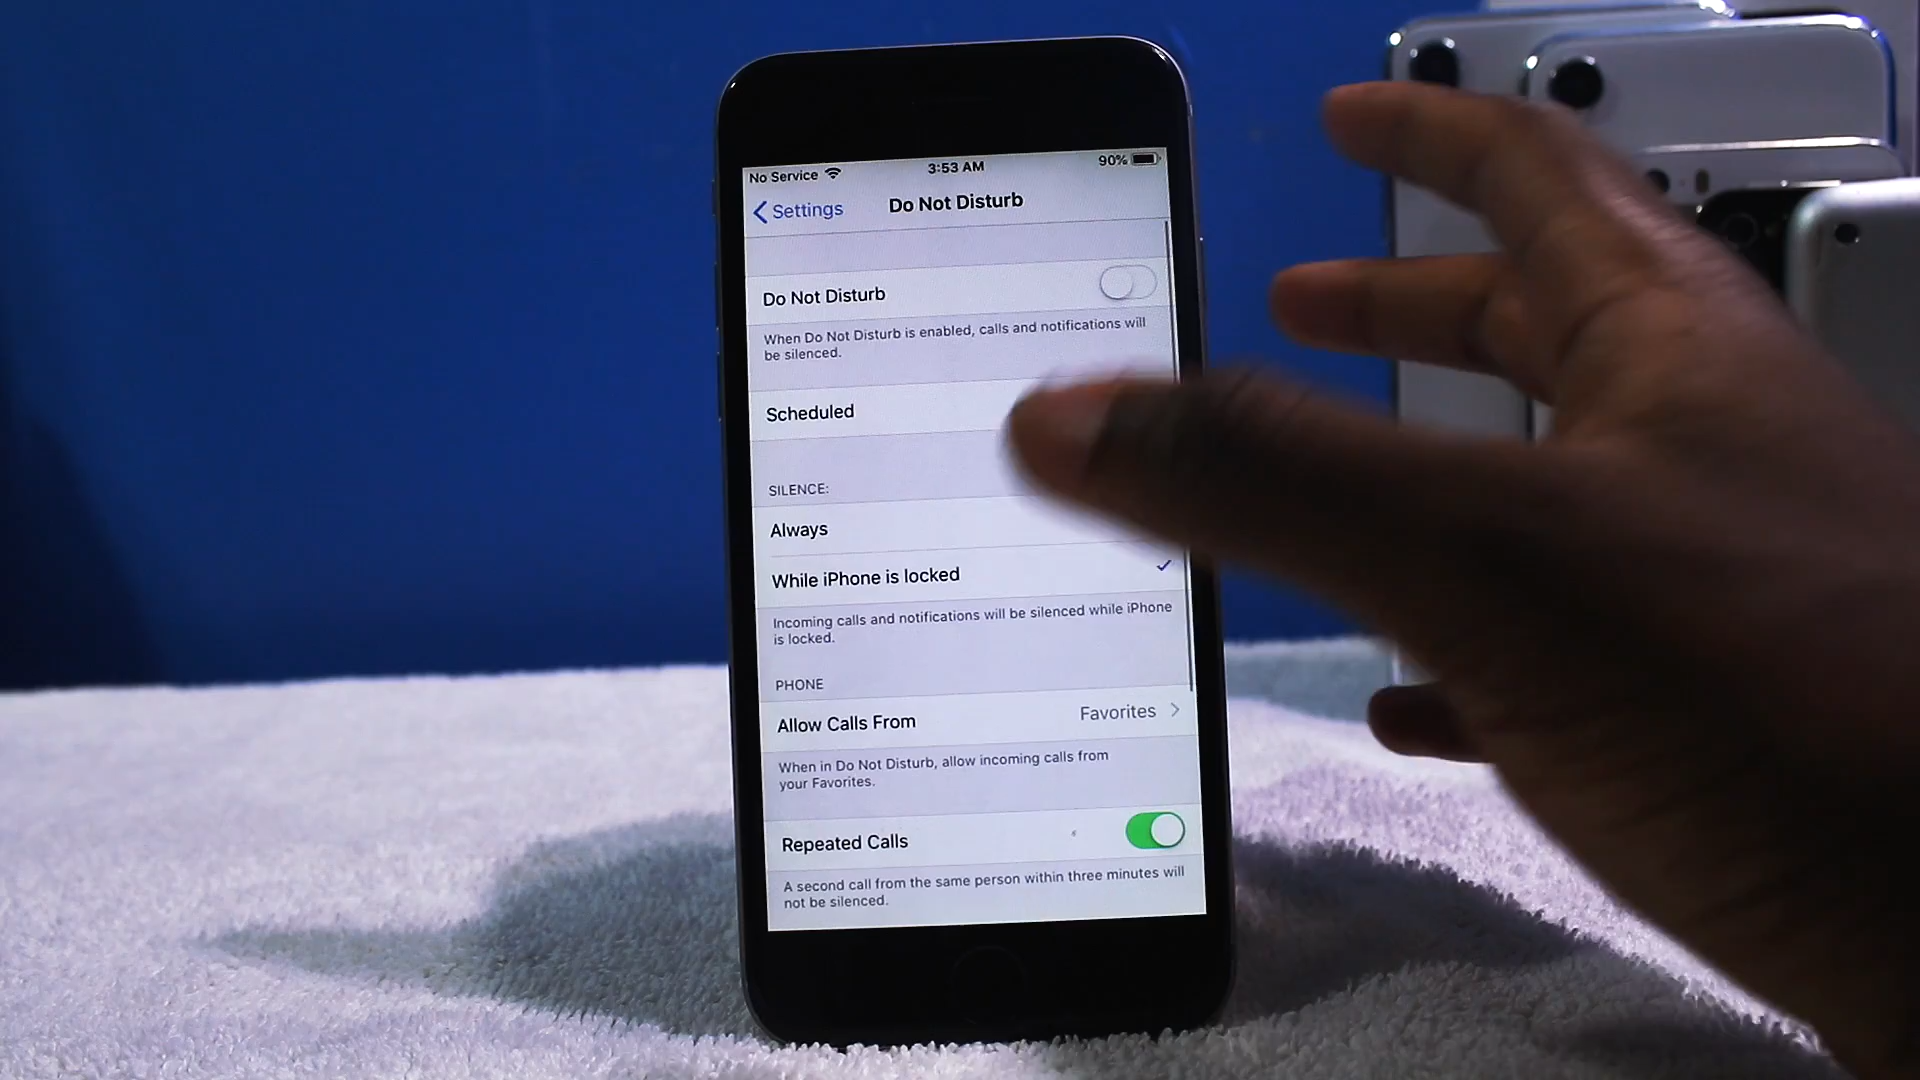 No Service 3:53 AM 90%
Settings Do Not Disturb
Do Not Disturb
When Do Not Disturb is enabled, calls and notifications will
be silenced.
Scheduled
SILENCE:
Always
While iPhone is locked
Incoming calls and notifications will be silenced while iPhone
is locked.
PHONE
Allow Calls From Favorites
When in Do Not Disturb, allow incoming calls from
your Favorites.
Repeated Calls
A second call from the same person within three minutes will
not be silenced.